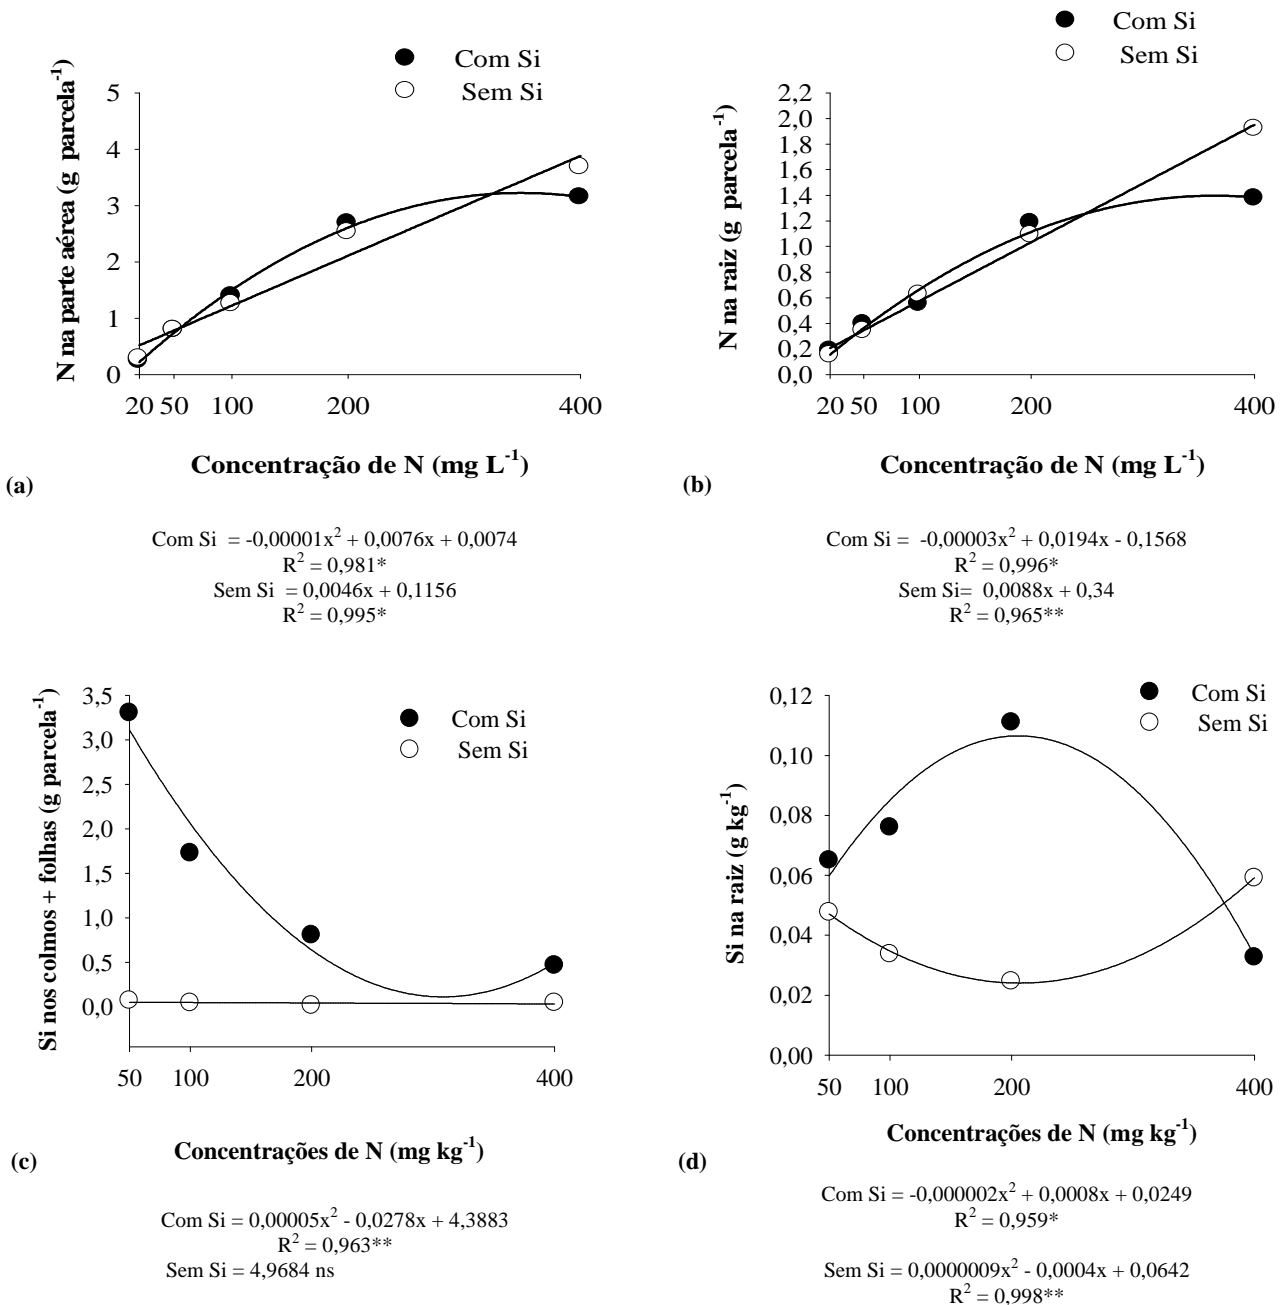 Com Si
Sem Si
N na parte aérea (g parcela⁻¹)
5
4
3
2
1
0
20 50 100 200 400
Concentração de N (mg L⁻¹)
(a)
Com Si = -0,00001x² + 0,0076x + 0,0074
R² = 0,981*
Sem Si = 0,0046x + 0,1156
R² = 0,995*
Com Si
Sem Si
N na raiz (g parcela⁻¹)
2,2
2,0
1,8
1,6
1,4
1,2
1,0
0,8
0,6
0,4
0,2
0,0
20 50 100 200 400
Concentração de N (mg L⁻¹)
(b)
Com Si = -0,00003x² + 0,0194x - 0,1568
R² = 0,996*
Sem Si= 0,0088x + 0,34
R² = 0,965**
Com Si
Sem Si
Si nos colmos + folhas (g parcela⁻¹)
3,5
3,0
2,5
2,0
1,5
1,0
0,5
0,0
50 100 200 400
Concentrações de N (mg kg⁻¹)
(c)
Com Si = 0,00005x² - 0,0278x + 4,3883
R² = 0,963**
Sem Si = 4,9684 ns
Com Si
Sem Si
Si na raiz (g kg⁻¹)
0,12
0,10
0,08
0,06
0,04
0,02
0,00
50 100 200 400
Concentrações de N (mg kg⁻¹)
(d)
Com Si = -0,000002x² + 0,0008x + 0,0249
R² = 0,959*
Sem Si = 0,0000009x² - 0,0004x + 0,0642
R² = 0,998**